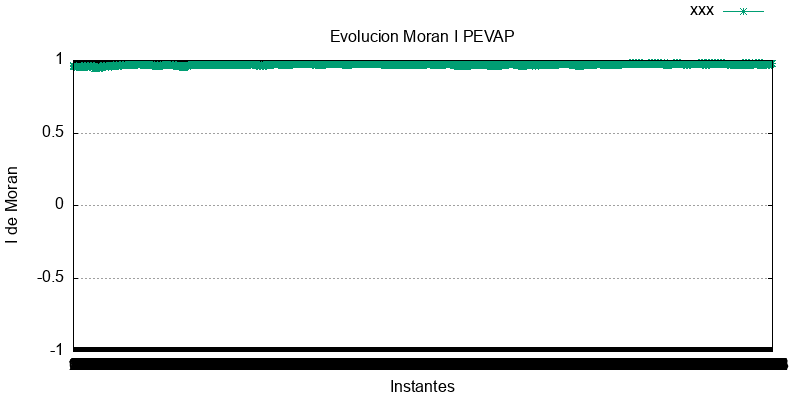 xxx
Evolucion Moran I PEVAP
1
0.5
0
-0.5
-1
I de Moran
Instantes